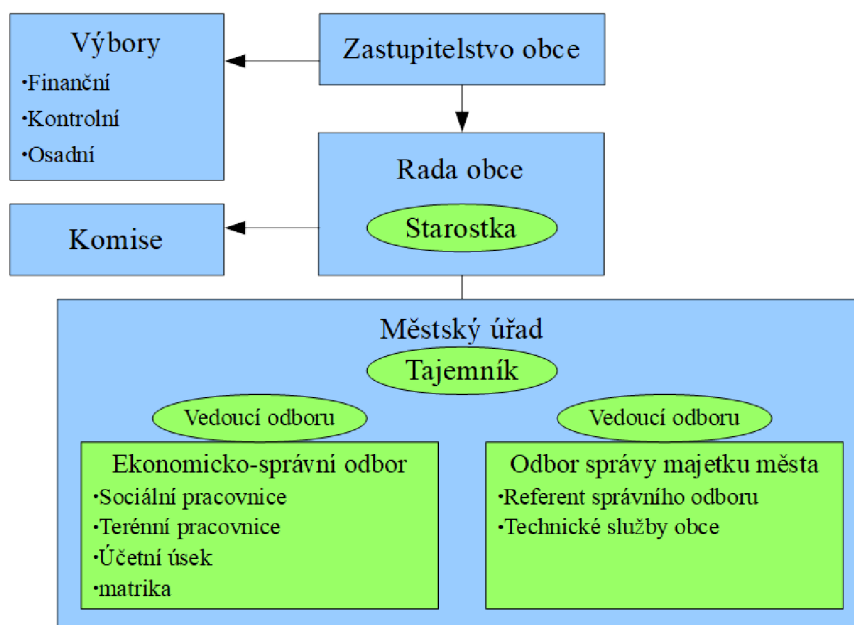 Výbory
·Finanční
·Kontrolní
·Osadní
Zastupitelstvo obce
Rada obce
Starostka
Komise
Městský úřad
Tajemník
Vedoucí odboru
Ekonomicko-správní odbor
·Sociální pracovnice
·Terénní pracovnice
·Účetní úsek
·matrika
Vedoucí odboru
Odbor správy majetku města
·Referent správního odboru
·Technické služby obce